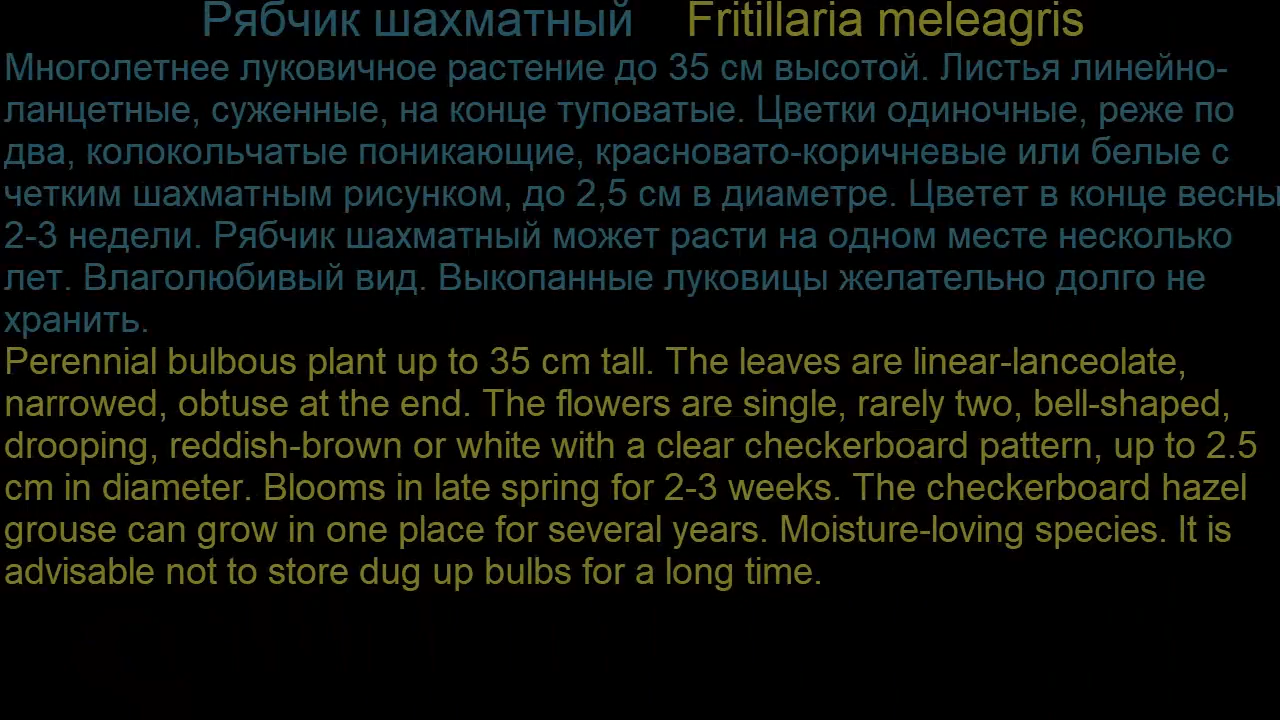 Рябчик шахматный Fritillaria meleagris
Многолетнее луковичное растение до 35 см высотой. Листья линейно-
ланцетные, суженные, на конце туповатые. Цветки одиночные, реже по
два, колокольчатые поникающие, красновато-коричневые или белые с
четким шахматным рисунком, до 2,5 см в диаметре. Цветет в конце весны
2-3 недели. Рябчик шахматный может расти на одном месте несколько
лет. Влаголюбивый вид. Выкопанные луковицы желательно долго не
хранить.
Perennial bulbous plant up to 35 cm tall. The leaves are linear-lanceolate,
narrowed, obtuse at the end. The flowers are single, rarely two, bell-shaped,
drooping, reddish-brown or white with a clear checkerboard pattern, up to 2.5
cm in diameter. Blooms in late spring for 2-3 weeks. The checkerboard hazel
grouse can grow in one place for several years. Moisture-loving species. It is
advisable not to store dug up bulbs for a long time.